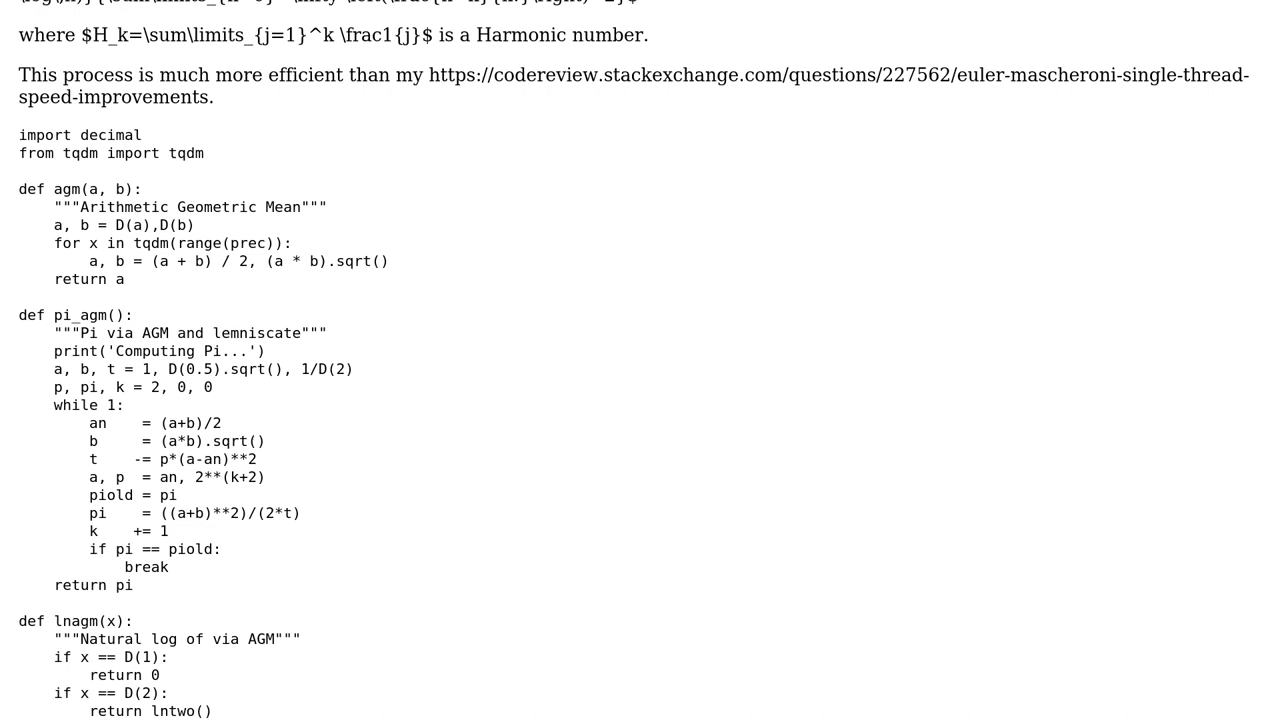 where $H_k=\sum\limits_{j=1}^k \frac1{j}$ is a Harmonic number.
This process is much more efficient than my https://codereview.stackexchange.com/questions/227562/euler-mascheroni-single-thread-
speed-improvements.
import decimal
from tqdm import tqdm
def agm(a, b):
    """Arithmetic Geometric Mean"""
    a, b = D(a),D(b)
    for x in tqdm(range(prec)):
        a, b = (a + b) / 2, (a * b).sqrt()
    return a
def pi_agm():
    """Pi via AGM and lemniscate"""
    print('Computing Pi...')
    a, b, t = 1, D(0.5).sqrt(), 1/D(2)
    p, pi, k = 2, 0, 0
    while 1:
        an    = (a+b)/2
        b     = (a*b).sqrt()
        t    -= p*(a-an)**2
        a, p  = an, 2**(k+2)
        piold = pi
        pi    = ((a+b)**2)/(2*t)
        k    += 1
        if pi == piold:
            break
    return pi
def lnagm(x):
    """Natural log of via AGM"""
    if x == D(1):
        return 0
    if x == D(2):
        return lntwo()